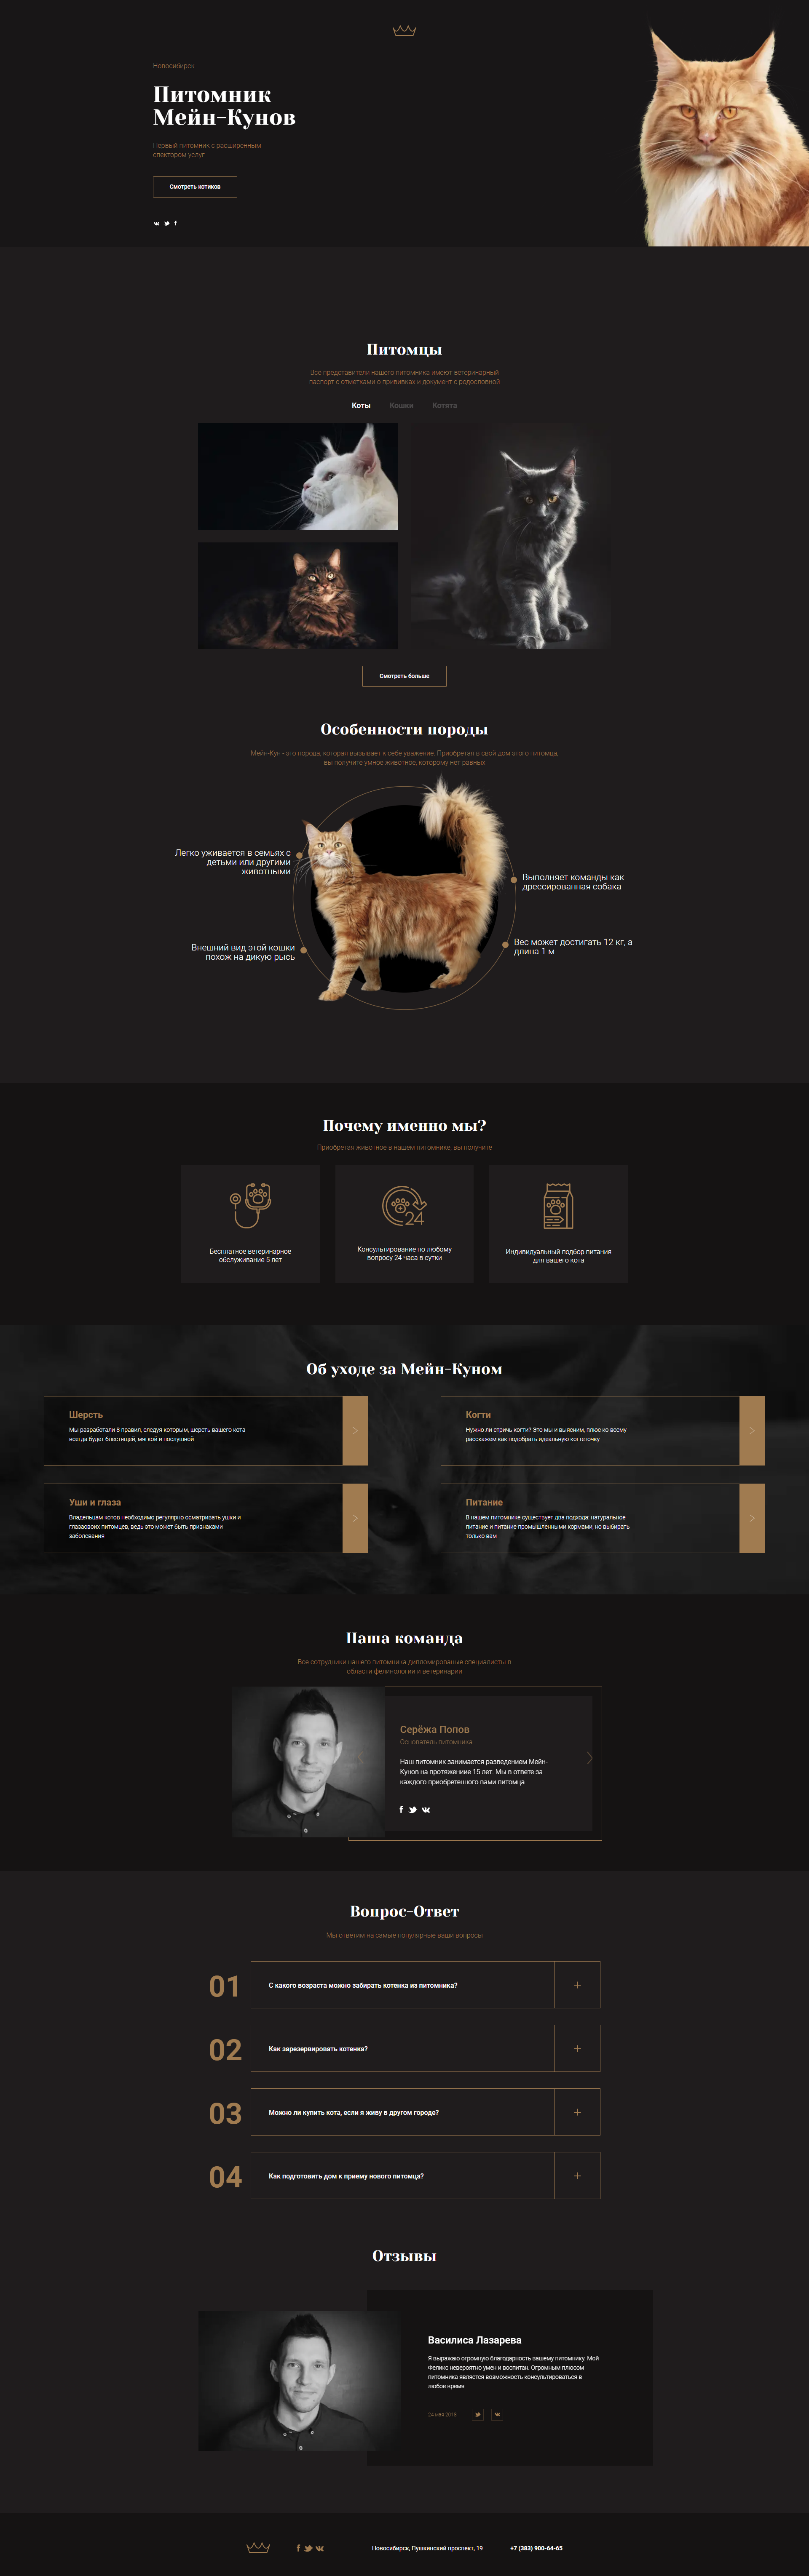 Новосибирск
Питомник
Мейн-Кунов
Первый питомник с расширенным
спектором услуг
Смотреть котиков
Питомцы
Все представители нашего питомника имеют ветеринарный
паспорт с отметками о прививках и документ с родословной
Коты Кошки Котята
Смотреть больше
Особенности породы
Мейн-Кун - это порода, которая вызывает к себе уважение. Приобретая в свой дом этого питомца,
вы получите умное животное, которому нет равных
Легко уживается в семьях с
детьми или другими
животными
Выполняет команды как
дрессированная собака
Внешний вид этой кошки
похож на дикую рысь
Вес может достигать 12 кг, а
длина 1 м
Почему именно мы?
Приобретая животное в нашем питомнике, вы получите
24
Бесплатное ветеринарное
обслуживание 5 лет
Консультирование по любому
вопросу 24 часа в сутки
Индивидуальный подбор питания
для вашего кота
Об уходе за Мейн-Куном
Шерсть
Мы разработали 8 правил, следуя которым, шерсть вашего кота
всегда будет блестящей, мягкой и послушной
Когти
Нужно ли стричь когти? Это мы и выясним, плюс ко всему
расскажем как подобрать идеальную когтеточку
Уши и глаза
Владельцам котов необходимо регулярно осматривать ушки и
глазасвоих питомцев, ведь это может быть признаками
заболевания
Питание
В нашем питомнике существует два подхода: натуральное
питание и питание промышленными кормами, но выбирать
только вам
Наша команда
Все сотрудники нашего питомника дипломированые специалисты в
области фелинологии и ветеринарии
Серёжа Попов
Основатель питомника
Наш питомник занимается разведением Мейн-
Кунов на протяжениие 15 лет. Мы в ответе за
каждого приобретенного вами питомца
Вопрос-Ответ
Мы ответим на самые популярные ваши вопросы
01 С какого возраста можно забирать котенка из питомника?
02 Как зарезервировать котенка?
03 Можно ли купить кота, если я живу в другом городе?
04 Как подготовить дом к приему нового питомца?
Отзывы
Василиса Лазарева
Я выражаю огромную благодарность вашему питомнику. Мой
Феликс невероятно умен и воспитан. Огромным плюсом
питомника является возможность консультироваться в
любое время
24 мая 2018
Новосибирск, Пушкинский проспект, 19 +7 (383) 900-64-65